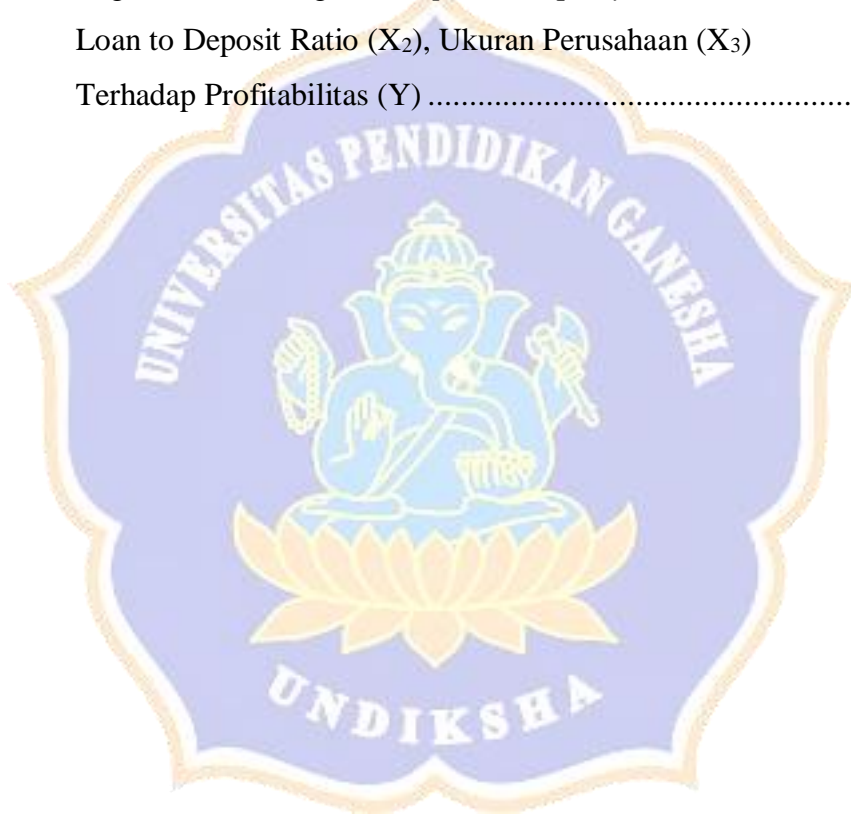 Loan to Deposit Ratio (X₂), Ukuran Perusahaan (X₃)
Terhadap Profitabilitas (Y) ..................................................
UNIVERSITAS PENDIDIKAN GANESHA
UNDIKSHA